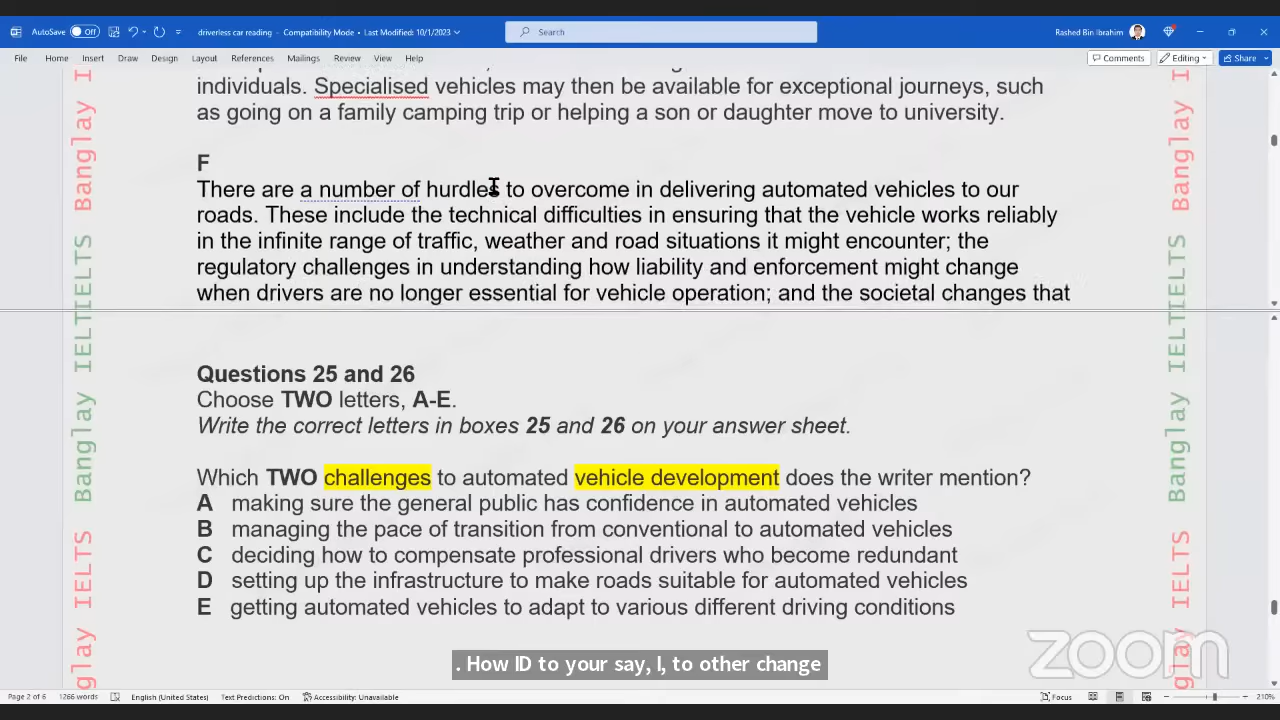 AutoSave Off driverless car reading - Compatibility Mode • Last Modified: 10/1/2023 Search Rashed Bin Ibrahim
File Home Insert Draw Design Layout References Mailings Review View Help Comments Editing Share
individuals. Specialised vehicles may then be available for exceptional journeys, such
as going on a family camping trip or helping a son or daughter move to university.
F
There are a number of hurdles to overcome in delivering automated vehicles to our
roads. These include the technical difficulties in ensuring that the vehicle works reliably
in the infinite range of traffic, weather and road situations it might encounter; the
regulatory challenges in understanding how liability and enforcement might change
when drivers are no longer essential for vehicle operation; and the societal changes that
Questions 25 and 26
Choose TWO letters, A-E.
Write the correct letters in boxes 25 and 26 on your answer sheet.
Which TWO challenges to automated vehicle development does the writer mention?
A making sure the general public has confidence in automated vehicles
B managing the pace of transition from conventional to automated vehicles
C deciding how to compensate professional drivers who become redundant
D setting up the infrastructure to make roads suitable for automated vehicles
E getting automated vehicles to adapt to various different driving conditions
Banglay I
Banglay IELTIELTS
glay IELTS
Banglay I
Banglay IELTIELTS
glay IELTS
zoom
. How ID to your say, I, to other change
Page 2 of 6 1266 words English (United States) Text Predictions: On Accessibility: Unavailable Focus 210%